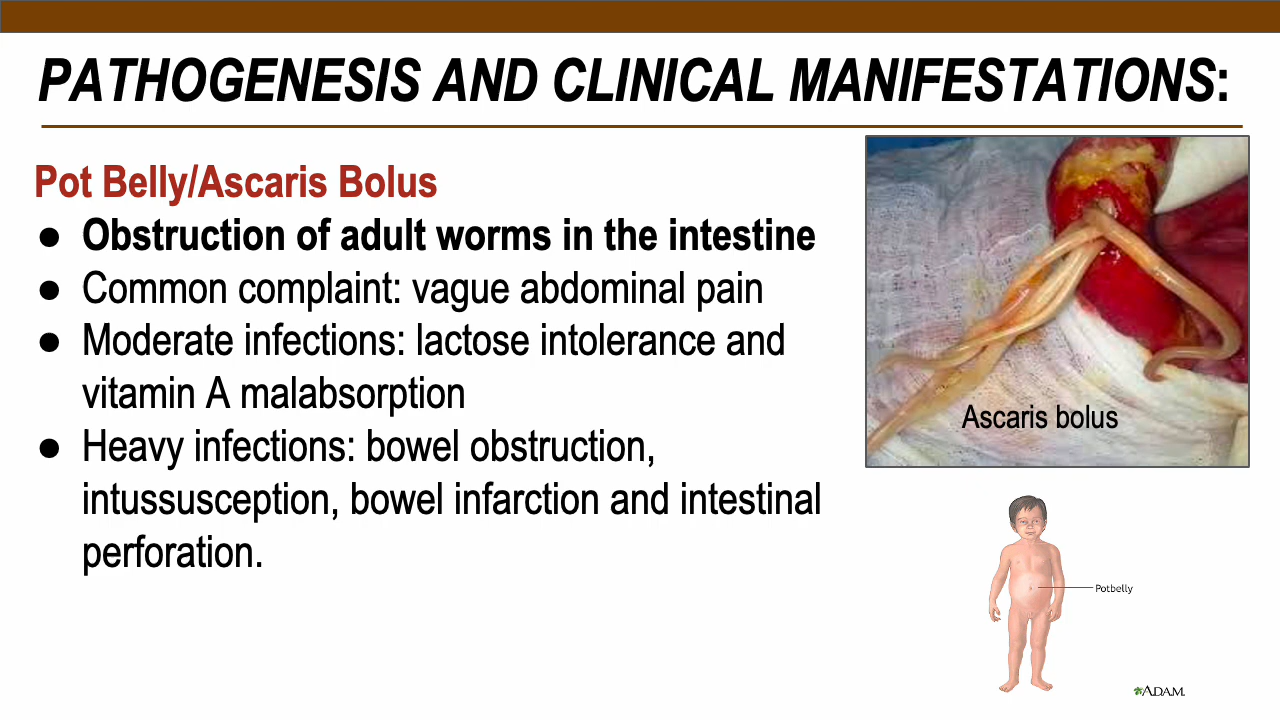 PATHOGENESIS AND CLINICAL MANIFESTATIONS:
Pot Belly/Ascaris Bolus
● Obstruction of adult worms in the intestine
● Common complaint: vague abdominal pain
● Moderate infections: lactose intolerance and
vitamin A malabsorption
● Heavy infections: bowel obstruction,
intussusception, bowel infarction and intestinal
perforation.
Ascaris bolus
Potbelly
A.D.A.M.